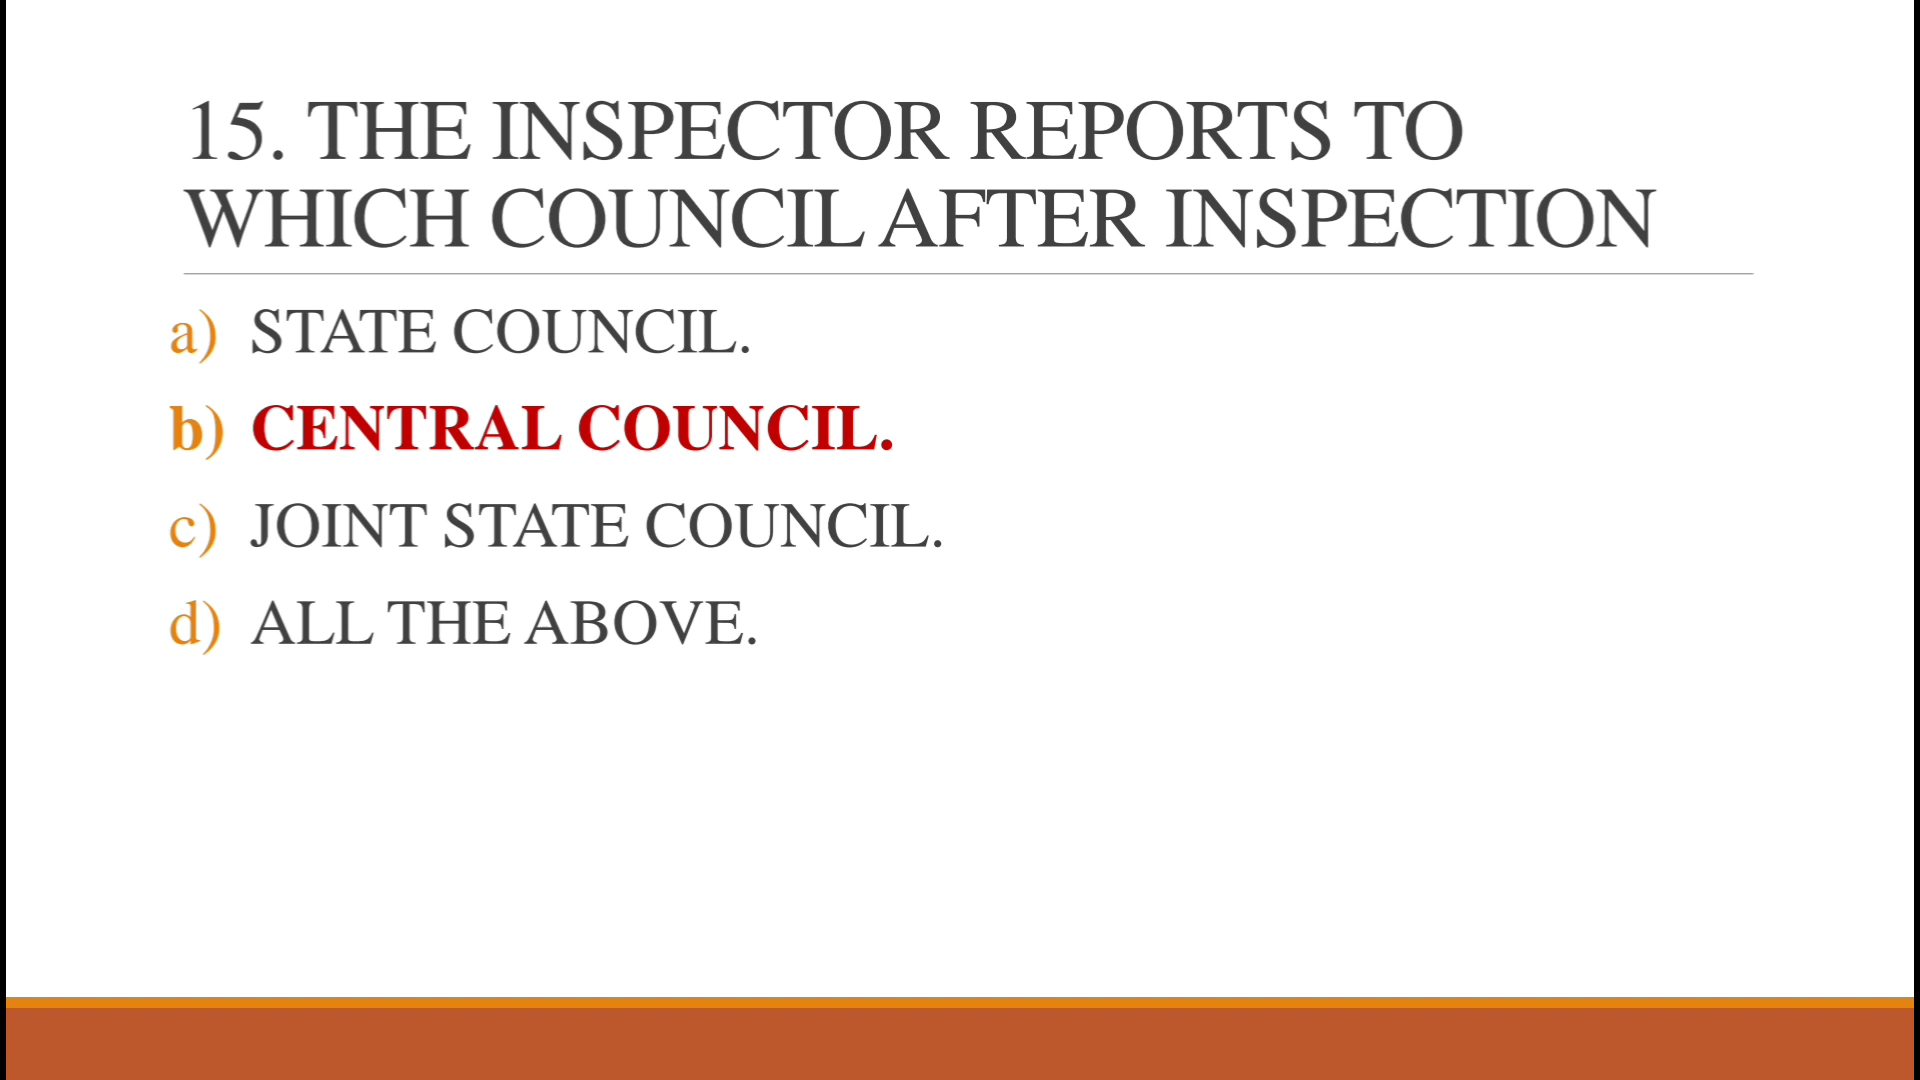 15. THE INSPECTOR REPORTS TO
WHICH COUNCIL AFTER INSPECTION
a) STATE COUNCIL.
b) CENTRAL COUNCIL.
c) JOINT STATE COUNCIL.
d) ALL THE ABOVE.